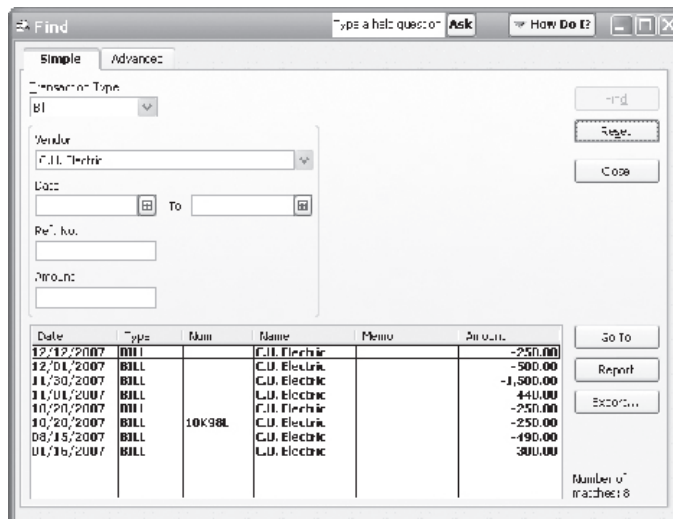 Find
Type a help question Ask
How Do I?
Simple
Advanced
Transaction Type
Bill
Find
Reset
Close
Vendor
C.U. Electric
Date
To
Ref. No.
Amount
Date Type Num Name Memo Amount
12/12/2007 BILL C.U. Electric -250.00
12/01/2007 BILL C.U. Electric -500.00
11/30/2007 BILL C.U. Electric -1,500.00
11/01/2007 BILL C.U. Electric 440.00
10/20/2007 BILL C.U. Electric -250.00
10/20/2007 BILL 10K98L C.U. Electric -250.00
08/15/2007 BILL C.U. Electric -490.00
01/16/2007 BILL C.U. Electric 300.00
Go To
Report
Export...
Number of
matches: 8